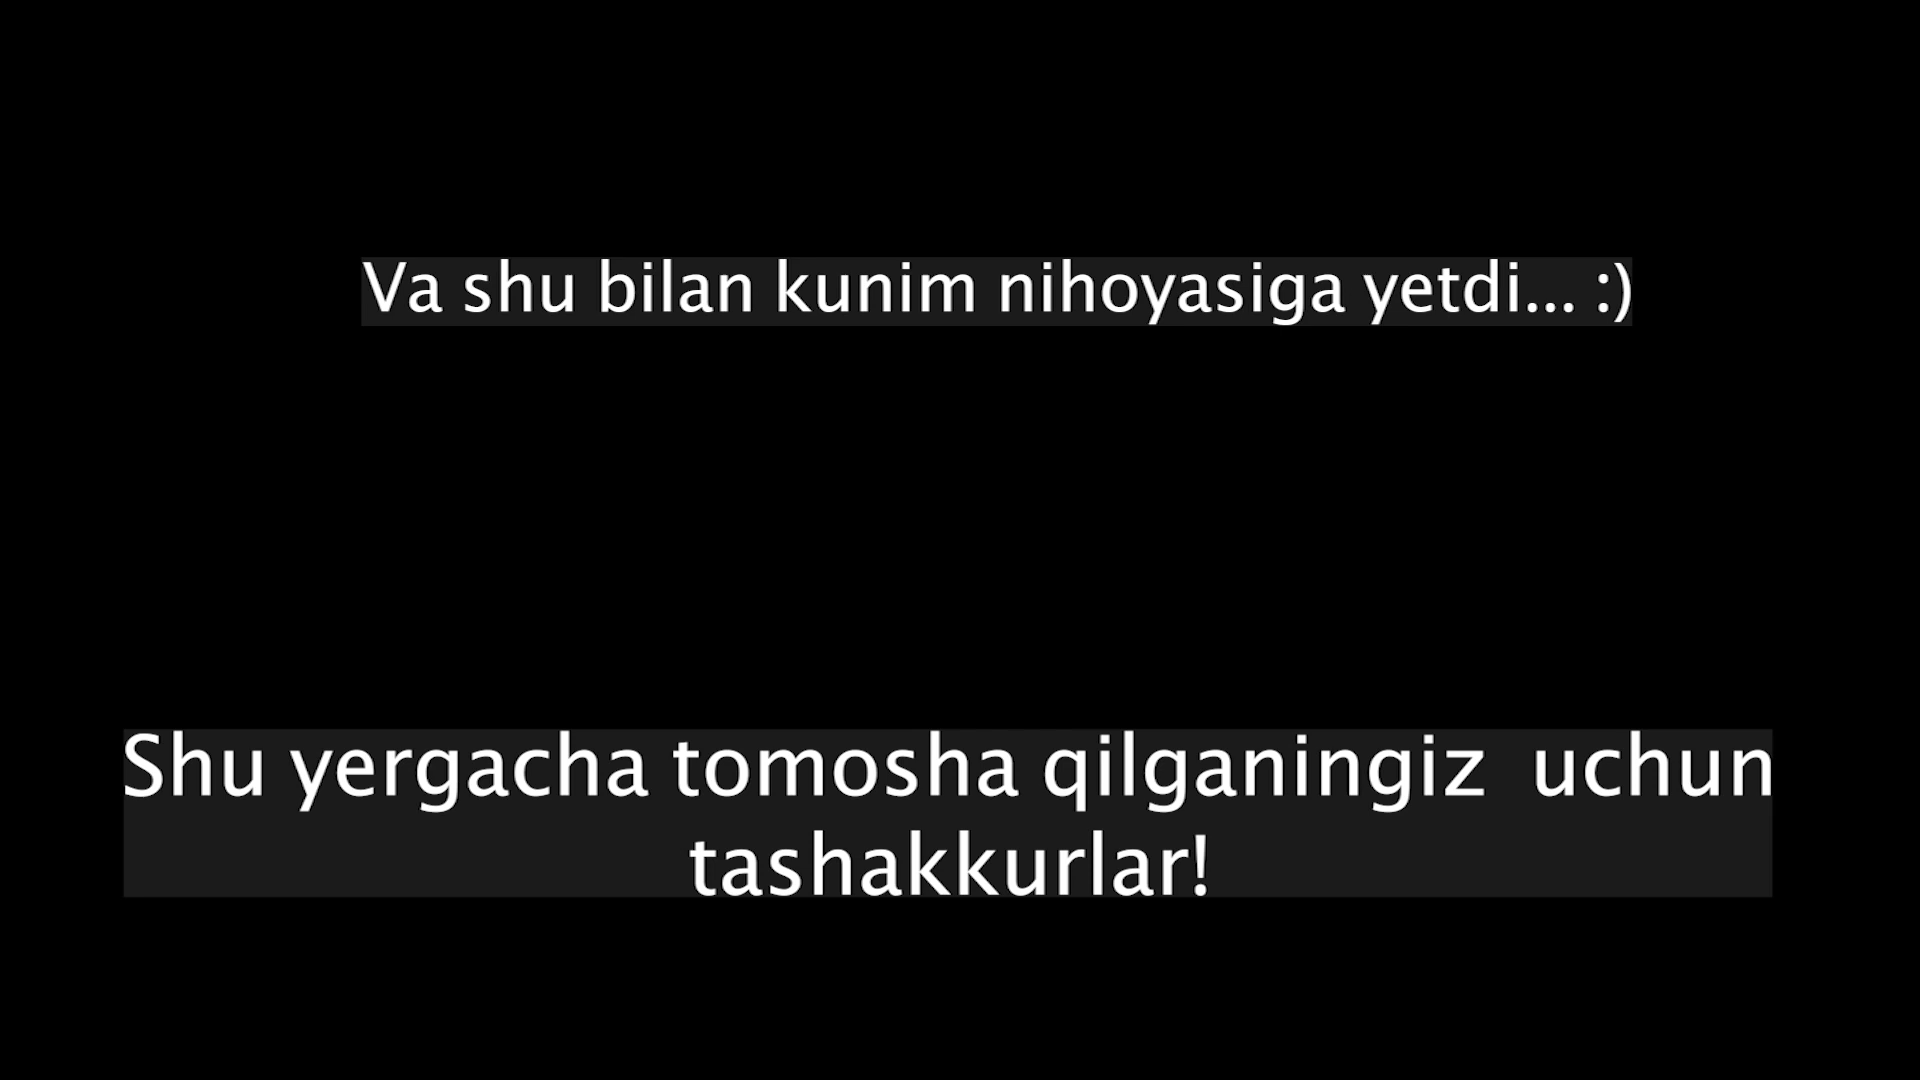 Va shu bilan kunim nihoyasiga yetdi... :)
Shu yergacha tomosha qilganingiz  uchun
tashakkurlar!